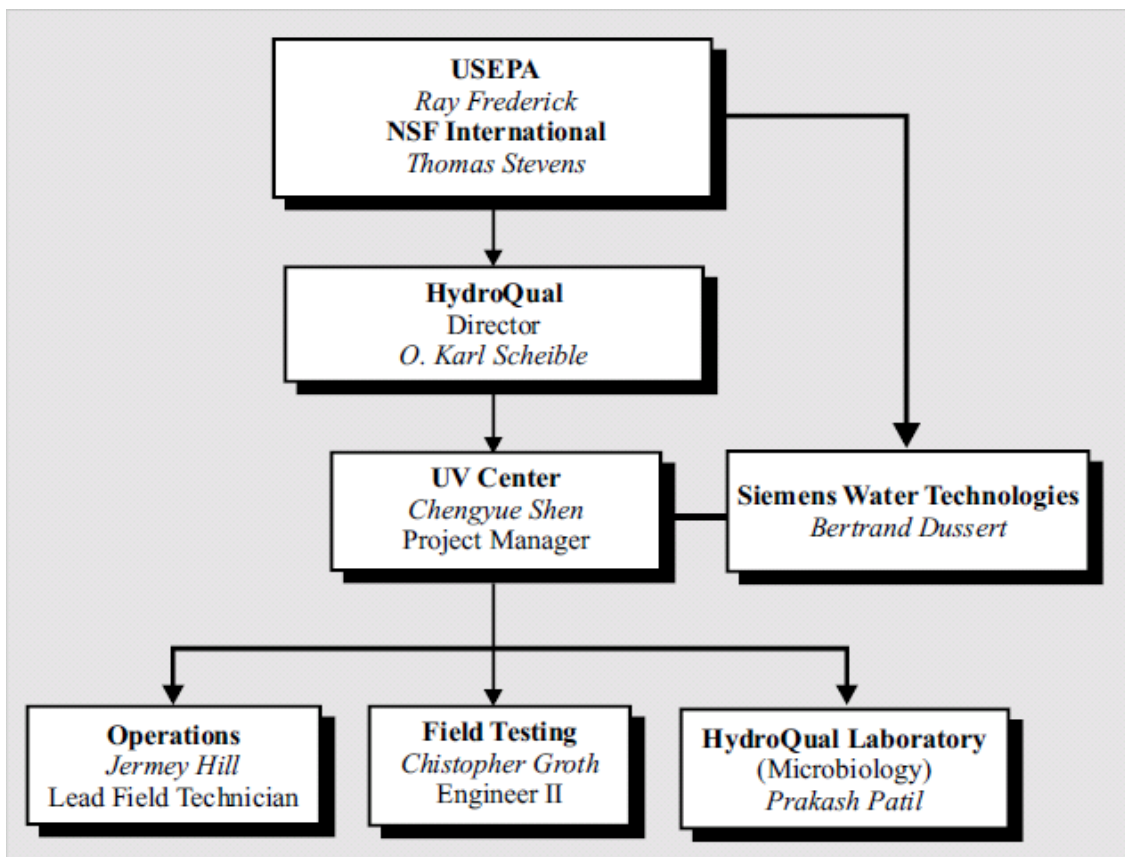 USEPA
Ray Frederick
NSF International
Thomas Stevens
HydroQual
Director
O. Karl Scheible
UV Center
Chengyue Shen
Project Manager
Siemens Water Technologies
Bertrand Dussert
Operations
Jermey Hill
Lead Field Technician
Field Testing
Chistopher Groth
Engineer II
HydroQual Laboratory
(Microbiology)
Prakash Patil